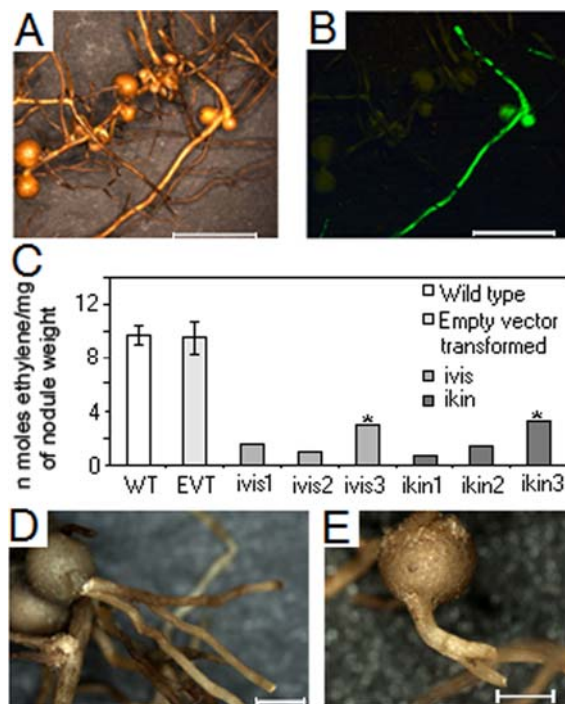 A
B
C
n moles ethylene/mg
of nodule weight
12
8
4
0
Wild type
Empty vector
transformed
ivis
ikin
*
*
WT EVT ivis1 ivis2 ivis3 ikin1 ikin2 ikin3
D
E